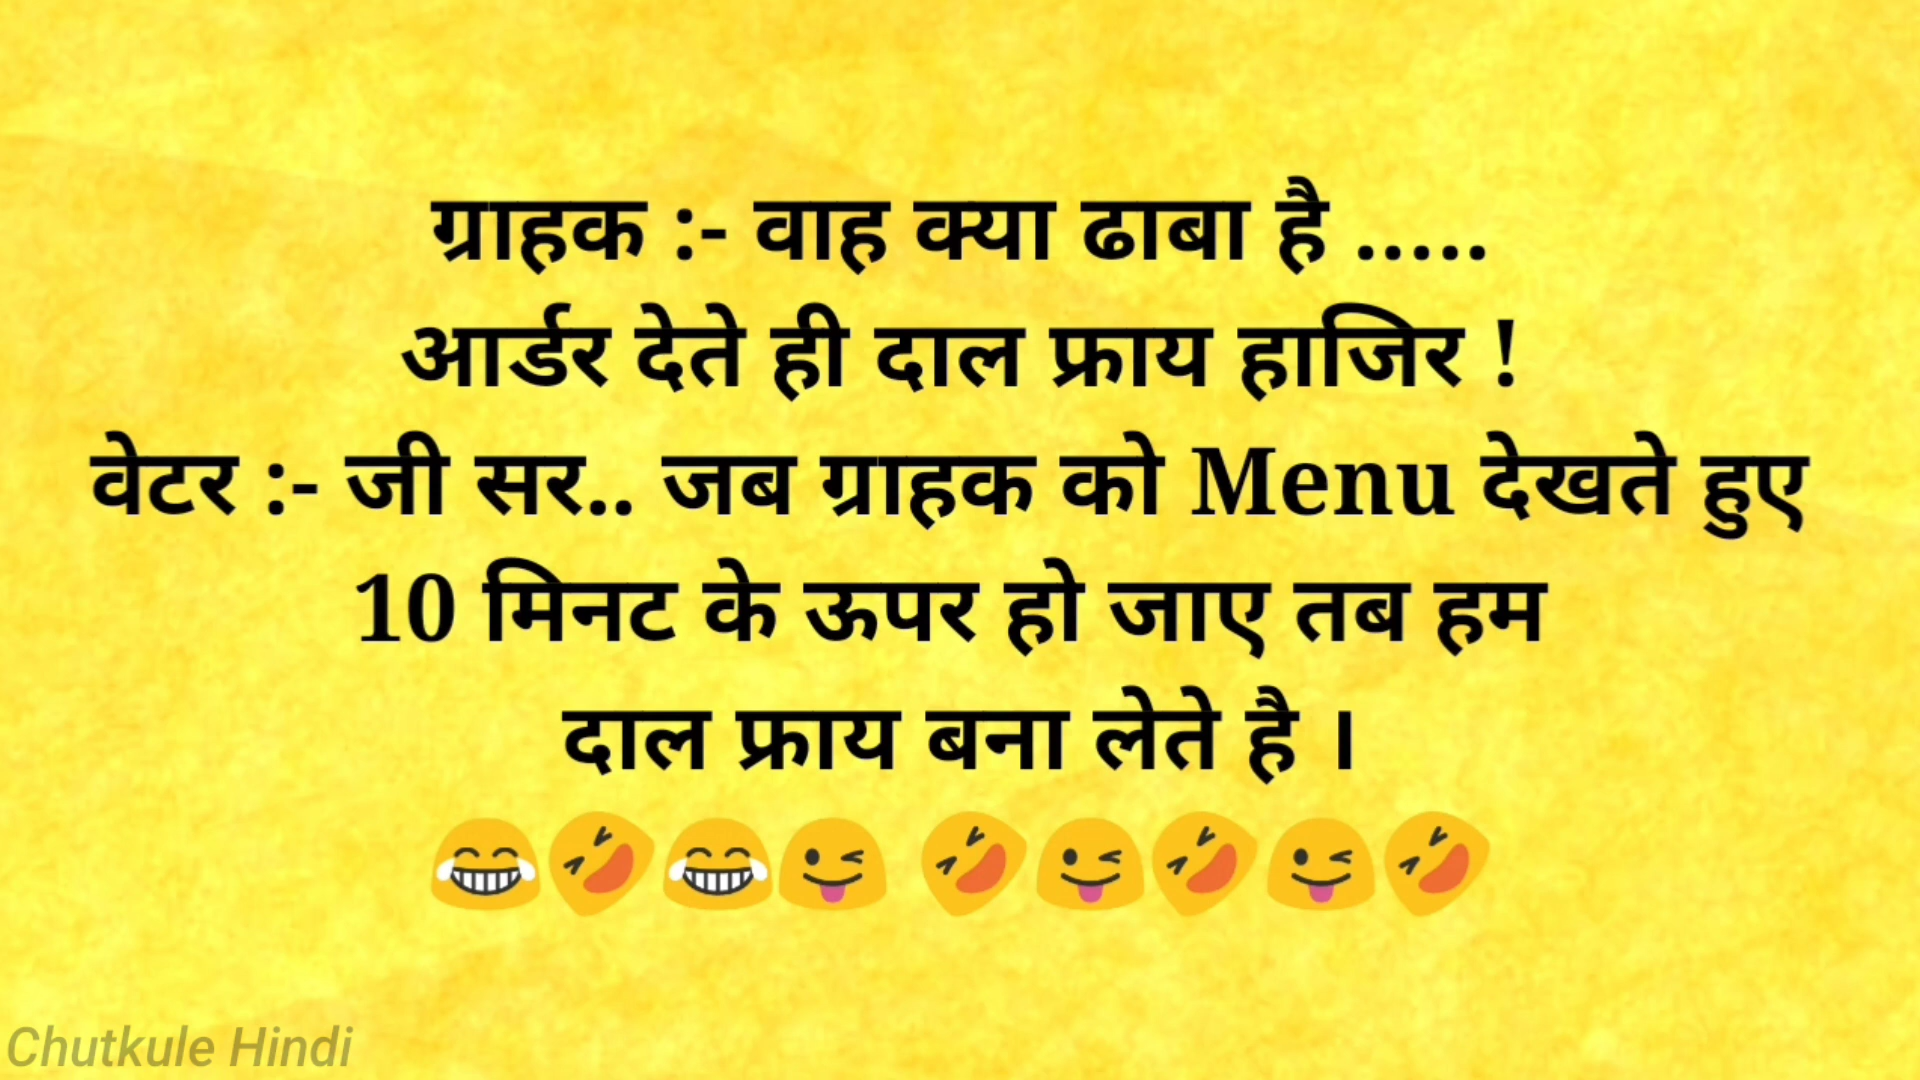 ग्राहक :- वाह क्या ढाबा है .....
आर्डर देते ही दाल फ्राय हाजिर !
वेटर :- जी सर.. जब ग्राहक को Menu देखते हुए
10 मिनट के ऊपर हो जाए तब हम
दाल फ्राय बना लेते है ।
😂🤣😂😜 🤣😜🤣😜🤣
Chutkule Hindi